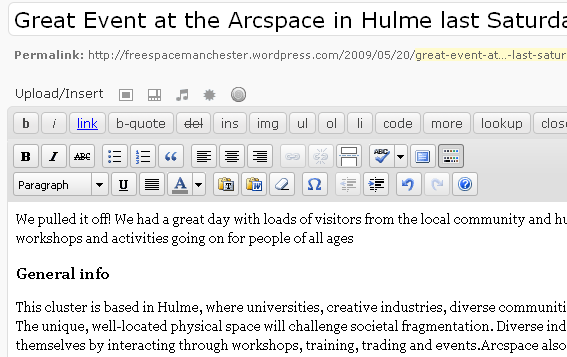 Great Event at the Arcspace in Hulme last Saturda
Permalink: http://freespacemanchester.wordpress.com/2009/05/20/great-event-at…-last-satur
Upload/Insert
b i link b-quote del ins img ul ol li code more lookup close
B I ABC ABC
Paragraph U A T W Ω ?
We pulled it off! We had a great day with loads of visitors from the local community and hu
workshops and activities going on for people of all ages
General info
This cluster is based in Hulme, where universities, creative industries, diverse communiti
The unique, well-located physical space will challenge societal fragmentation. Diverse ind
themselves by interacting through workshops, training, trading and events.Arcspace also